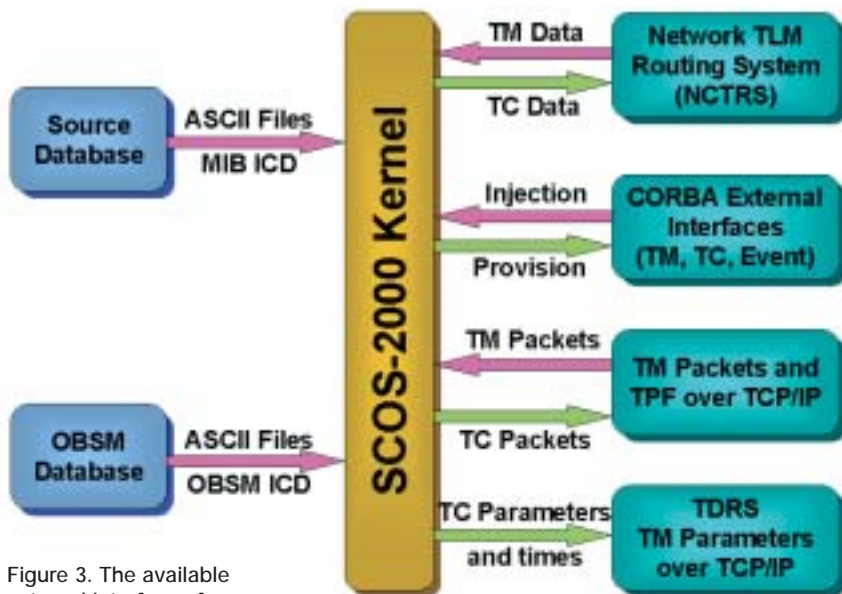 Source
Database
ASCII Files
MIB ICD
OBSM
Database
ASCII Files
OBSM ICD
SCOS-2000 Kernel
TM Data
TC Data
Network TLM
Routing System
(NCTRS)
Injection
Provision
CORBA External
Interfaces
(TM, TC, Event)
TM Packets
TC Packets
TM Packets and
TPF over TCP/IP
TC Parameters
and times
TDRS
TM Parameters
over TCP/IP
Figure 3. The available